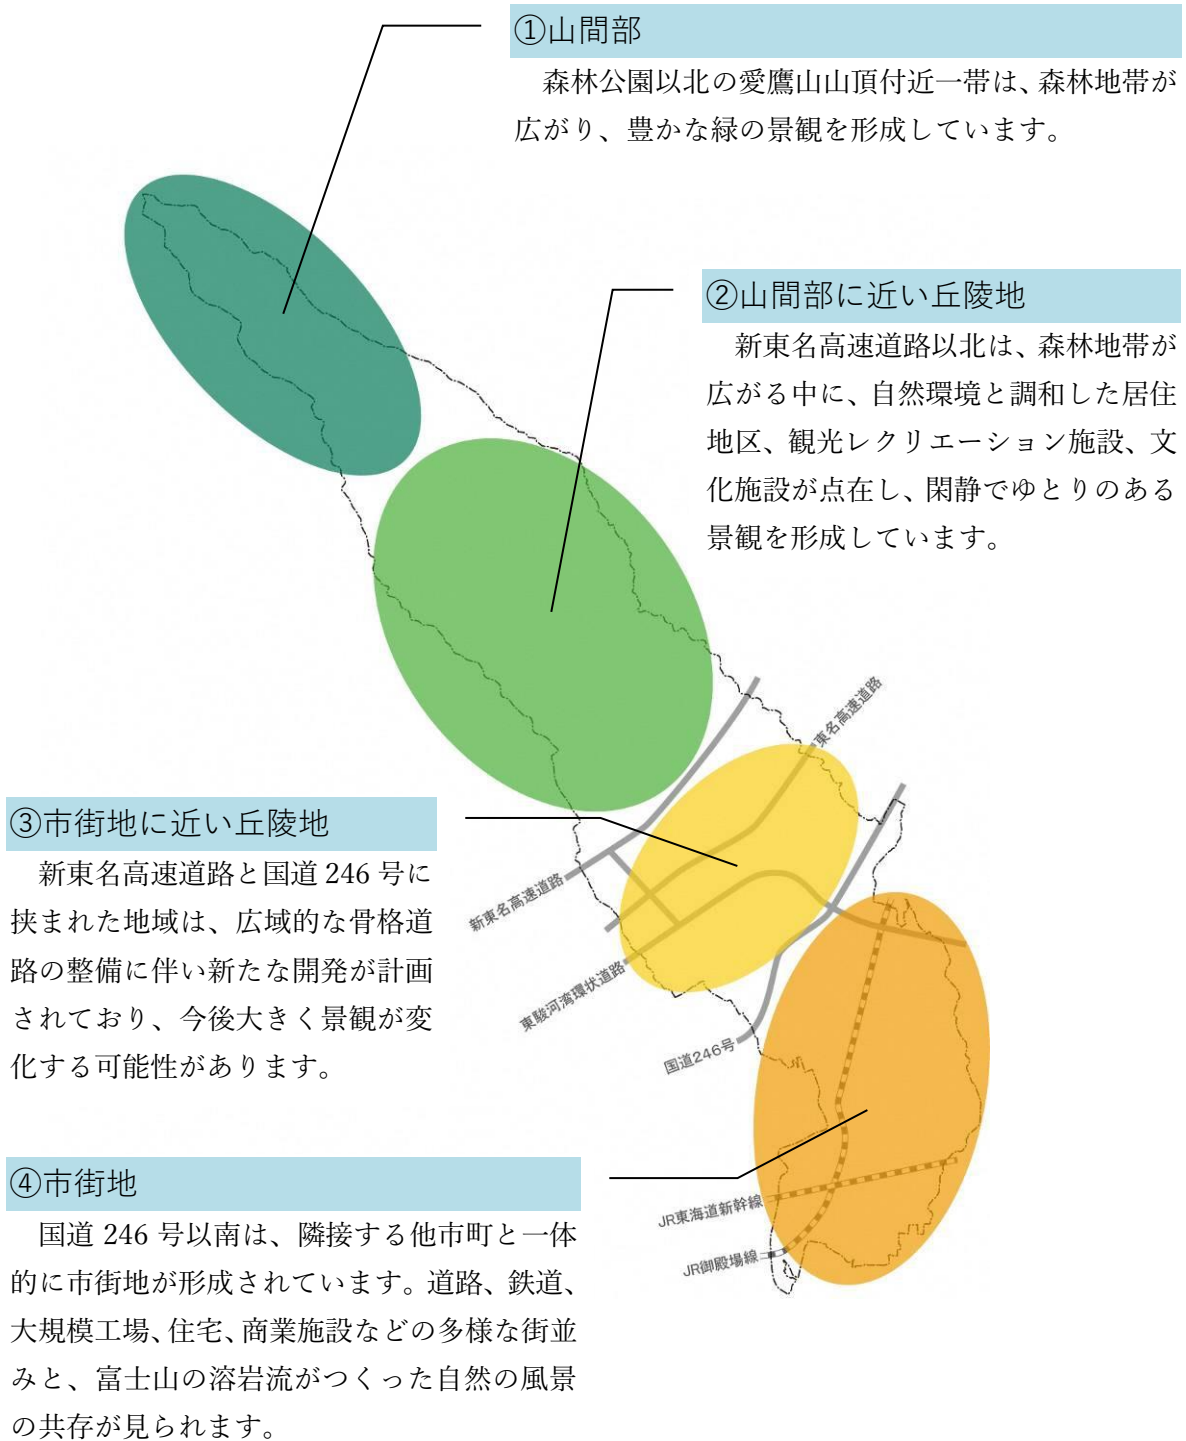 ①山間部
森林公園以北の愛鷹山山頂付近一帯は、森林地帯が
広がり、豊かな緑の景観を形成しています。
②山間部に近い丘陵地
新東名高速道路以北は、森林地帯が
広がる中に、自然環境と調和した居住
地区、観光レクリエーション施設、文
化施設が点在し、閑静でゆとりのある
景観を形成しています。
東名高速道路
③市街地に近い丘陵地
新東名高速道路と国道 246 号に
挟まれた地域は、広域的な骨格道
路の整備に伴い新たな開発が計画
されており、今後大きく景観が変
化する可能性があります。
新東名高速道路
東駿河湾環状道路
国道246号
④市街地
国道 246 号以南は、隣接する他市町と一体
的に市街地が形成されています。道路、鉄道、
大規模工場、住宅、商業施設などの多様な街並
みと、富士山の溶岩流がつくった自然の風景
の共存が見られます。
JR東海道新幹線
JR御殿場線